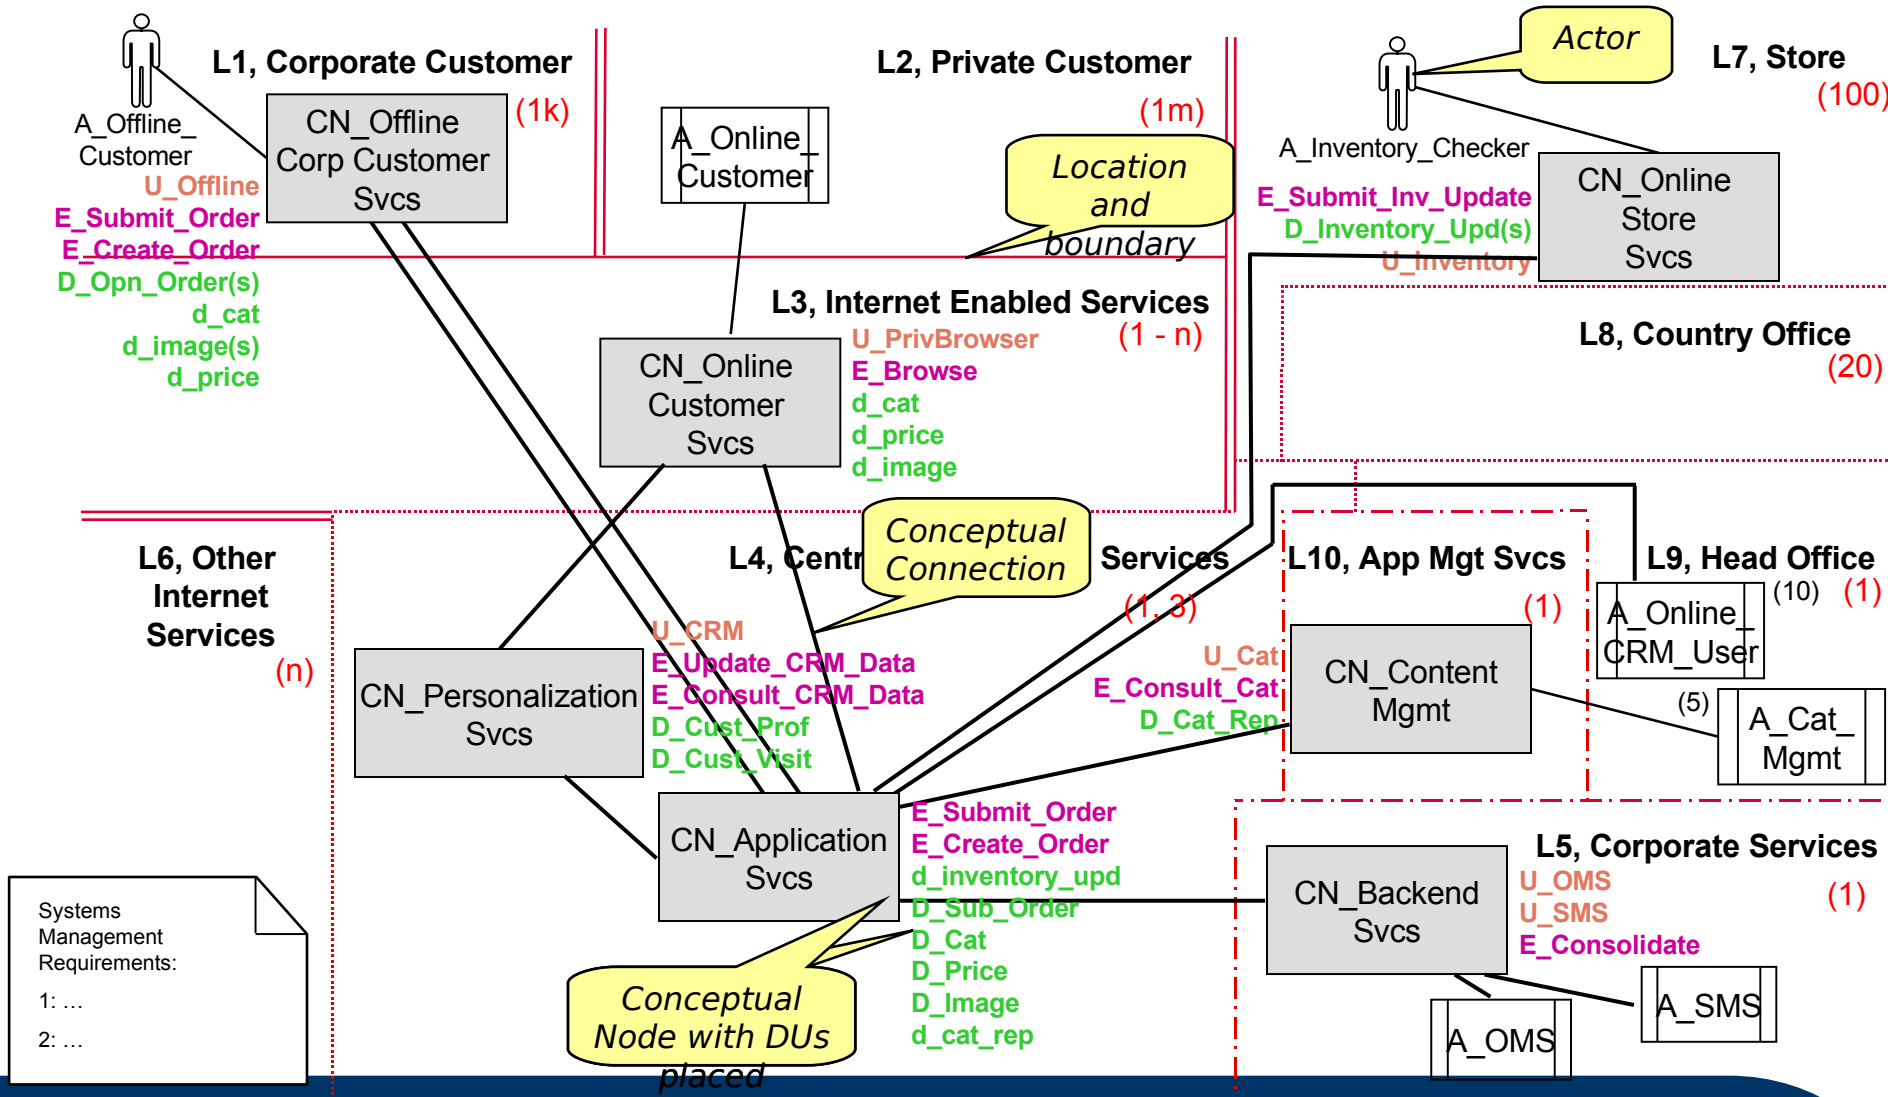 L1, Corporate Customer
(1k)
A_Offline_
Customer
CN_Offline
Corp Customer
Svcs
U_Offline
E_Submit_Order
E_Create_Order
D_Opn_Order(s)
d_cat
d_image(s)
d_price
L2, Private Customer
(1m)
A_Online_
Customer
Location
and
boundary
Actor
L7, Store
(100)
A_Inventory_Checker
CN_Online
Store
Svcs
E_Submit_Inv_Update
D_Inventory_Upd(s)
U_Inventory
L3, Internet Enabled Services
(1 - n)
CN_Online
Customer
Svcs
U_PrivBrowser
E_Browse
d_cat
d_price
d_image
L8, Country Office
(20)
L6, Other
Internet
Services
(n)
L4, Centr
Services
(1, 3)
Conceptual
Connection
CN_Personalization
Svcs
U_CRM
E_Update_CRM_Data
E_Consult_CRM_Data
D_Cust_Prof
D_Cust_Visit
L10, App Mgt Svcs
(1)
U_Cat
E_Consult_Cat
D_Cat_Rep
CN_Content
Mgmt
L9, Head Office
(10)
(1)
A_Online_
CRM_User
(5)
A_Cat_
Mgmt
CN_Application
Svcs
E_Submit_Order
E_Create_Order
d_inventory_upd
D_Sub_Order
D_Cat
D_Price
D_Image
d_cat_rep
Conceptual
Node with DUs
placed
L5, Corporate Services
(1)
CN_Backend
Svcs
U_OMS
U_SMS
E_Consolidate
A_OMS
A_SMS
Systems
Management
Requirements:
1: …
2: …